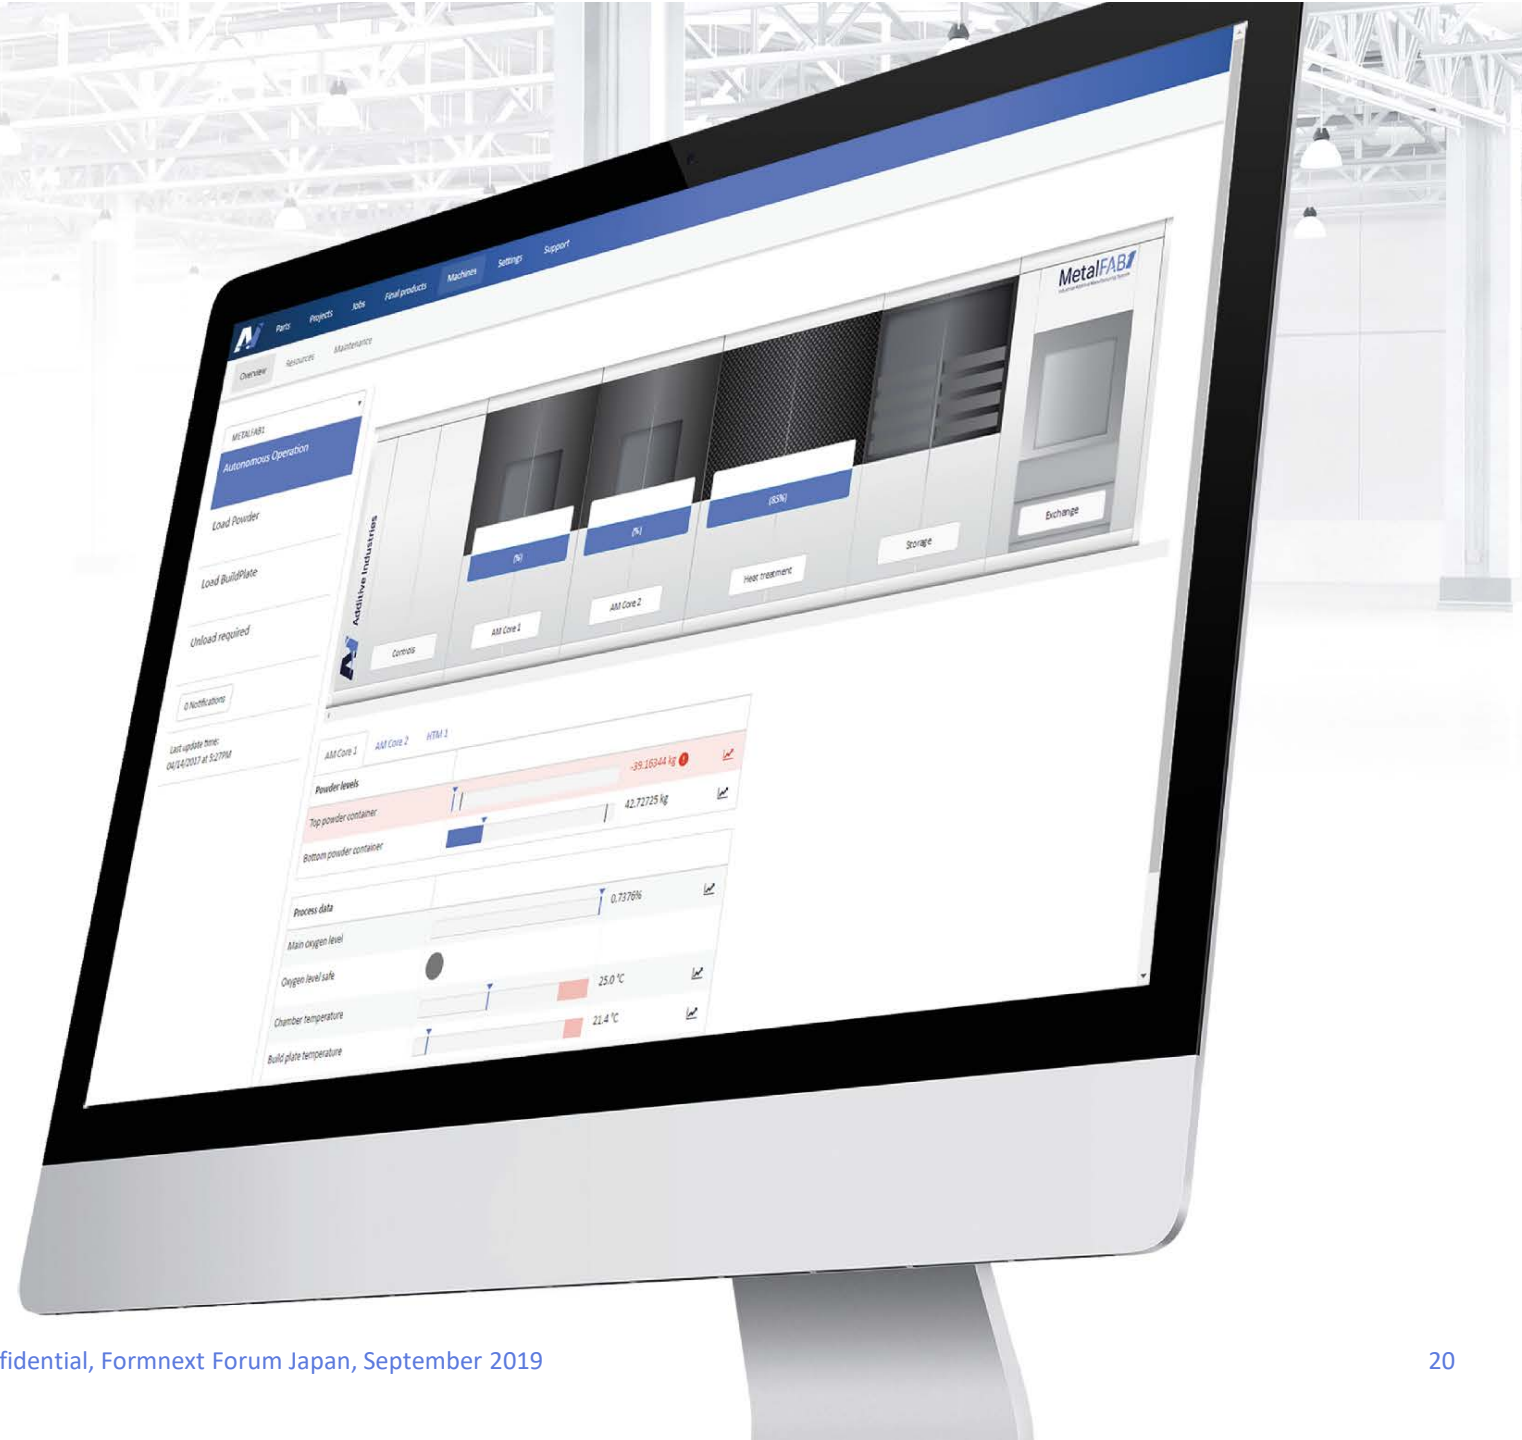 Parts Projects Jobs Final products Machines Settings Support
Overview Resources Maintenance
METALFAB1
Autonomous Operation
Load Powder
Load BuildPlate
Unload required
0 Notifications
Last update time:
04/14/2017 at 5:27PM
Additive Industries
MetalFAB1
(%)
(%)
(85%)
Controls
AM Core 1
AM Core 2
Heat treatment
Storage
Exchange
AM Core 1 AM Core 2 HTM 1
Powder levels
Top powder container -39.16344 kg
Bottom powder container 42.72725 kg
Process data
Main oxygen level 0.7376%
Oxygen level safe
Chamber temperature 25.0 °C
Build plate temperature 21.4 °C
fidential, Formnext Forum Japan, September 2019
20